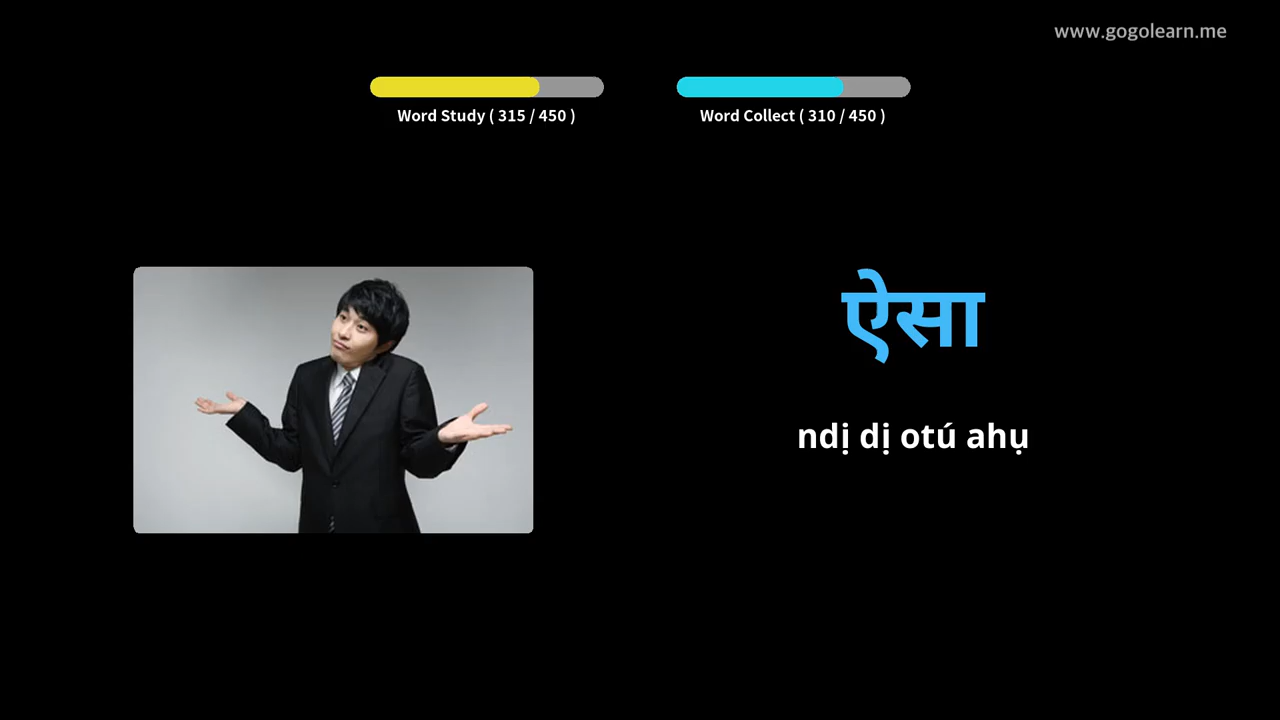 www.gogolearn.me
Word Study ( 315 / 450 )
Word Collect ( 310 / 450 )
ऐसा
ndị dị otú ahụ